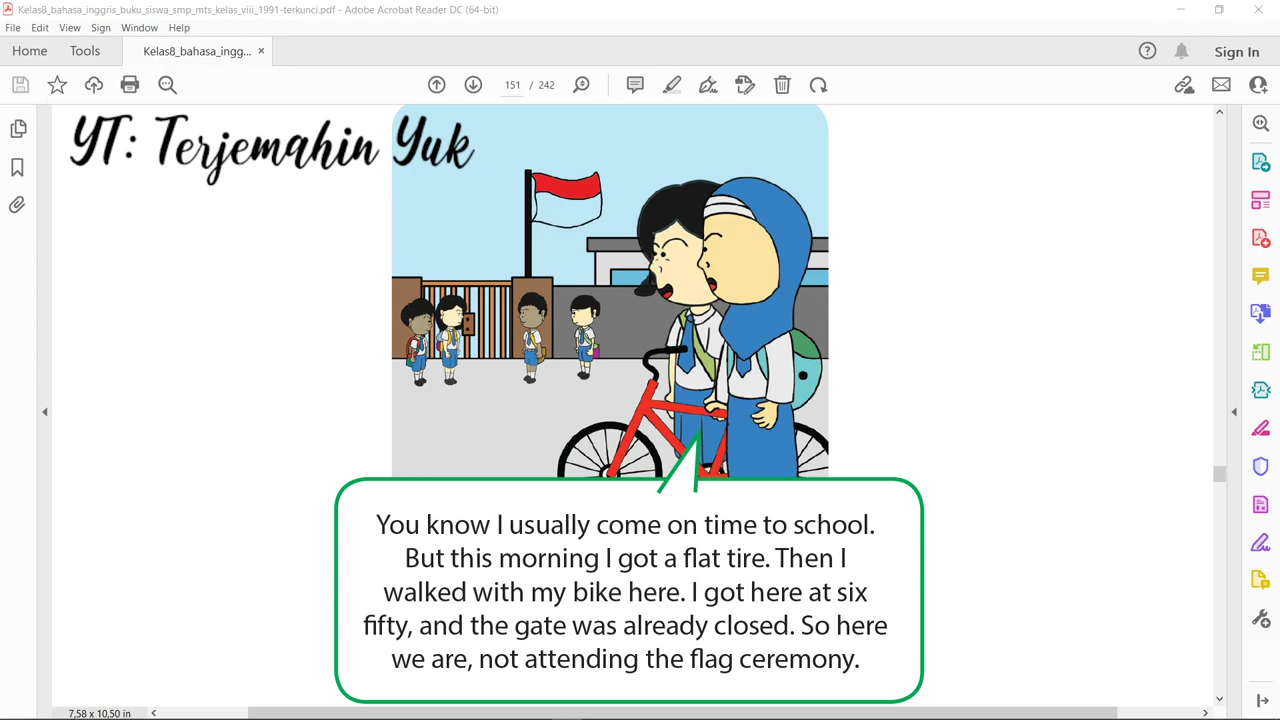 Kelas8_bahasa_inggris_buku_siswa_smp_mts_kelas_viii_1991-terkunci.pdf - Adobe Acrobat Reader DC (64-bit)
File Edit View Sign Window Help
Home Tools Kelas8_bahasa_ingg... × Sign In
151 / 242
YT: Terjemahin Yuk
You know I usually come on time to school.
But this morning I got a flat tire. Then I
walked with my bike here. I got here at six
fifty, and the gate was already closed. So here
we are, not attending the flag ceremony.
7,58 x 10,50 in